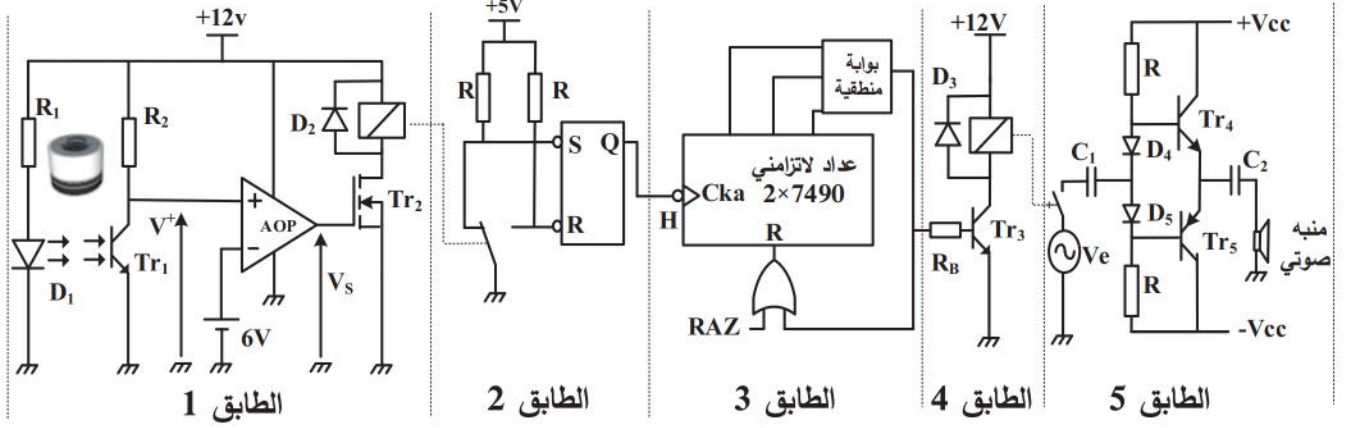 +12v
R₁
R₂
D₁
Tr₁
V⁺
6V
+
−
AOP
V_S
D₂
Tr₂
الطابق 1
+5V
R
R
S
Q
R
الطابق 2
بوابة
منطقية
عداد لاتزامني
2×7490
Cka
H
R
RAZ
الطابق 3
+12V
D₃
R_B
Tr₃
الطابق 4
+Vcc
R
Tr₄
D₄
C₁
C₂
D₅
Tr₅
Ve
R
-Vcc
منبه
صوتي
الطابق 5